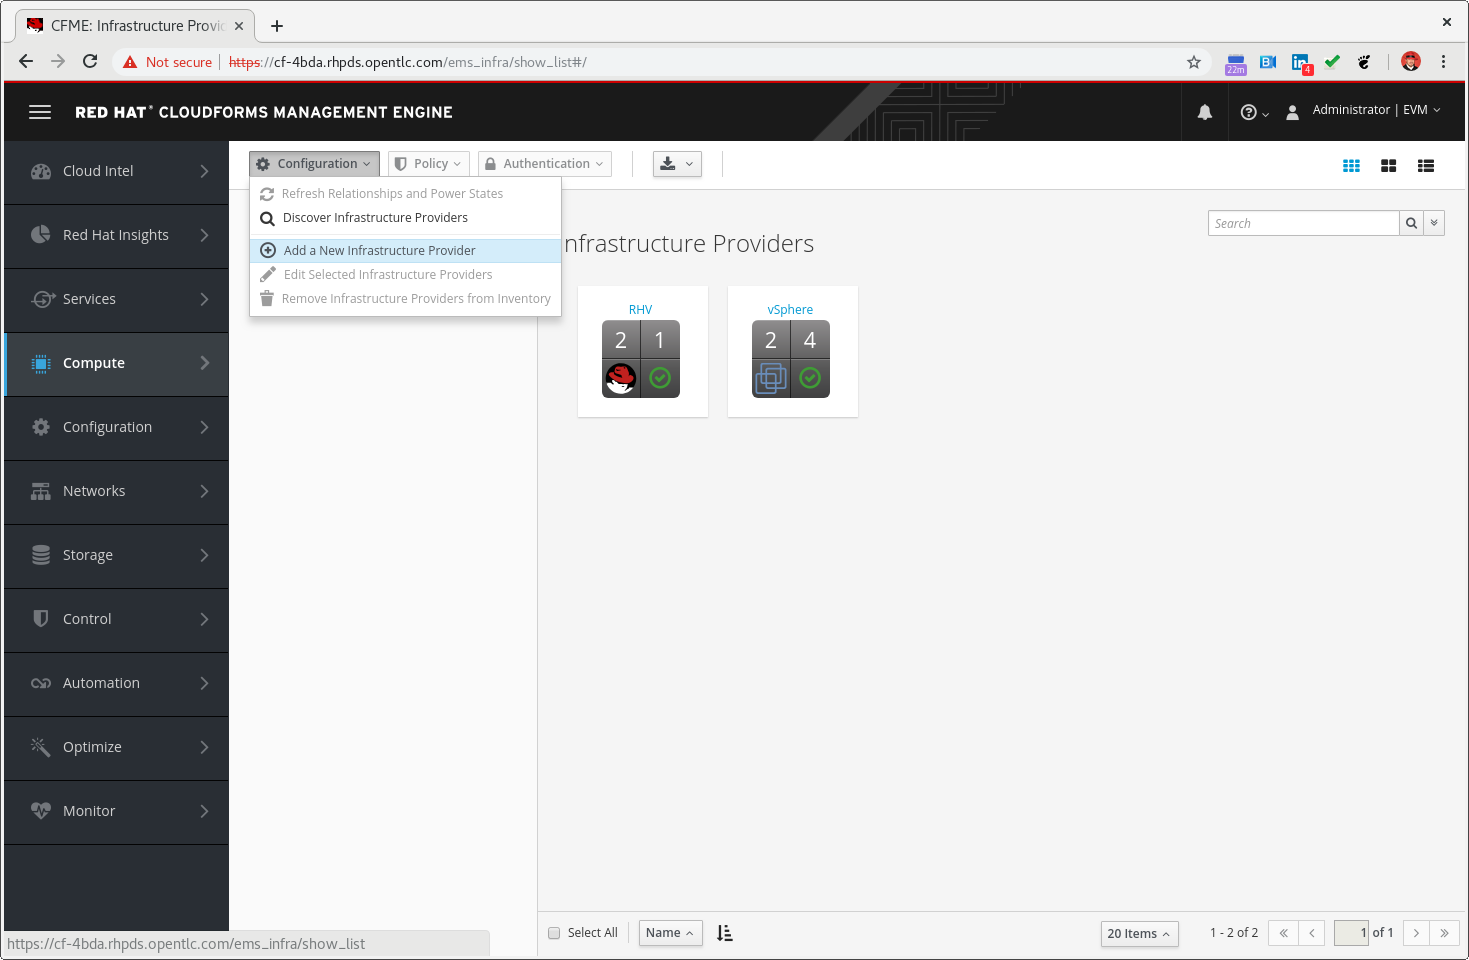 CFME: Infrastructure Provi
Not secure
https://cf-4bda.rhpds.opentlc.com/ems_infra/show_list#/
22m
4
RED HAT® CLOUDFORMS MANAGEMENT ENGINE
Administrator | EVM
Cloud Intel
Red Hat Insights
Services
Compute
Configuration
Networks
Storage
Control
Automation
Optimize
Monitor
Configuration
Policy
Authentication
Refresh Relationships and Power States
Discover Infrastructure Providers
Add a New Infrastructure Provider
Edit Selected Infrastructure Providers
Remove Infrastructure Providers from Inventory
Search
nfrastructure Providers
RHV
2 1
vSphere
2 4
Select All
Name
20 Items
1 - 2 of 2
1 of 1
https://cf-4bda.rhpds.opentlc.com/ems_infra/show_list